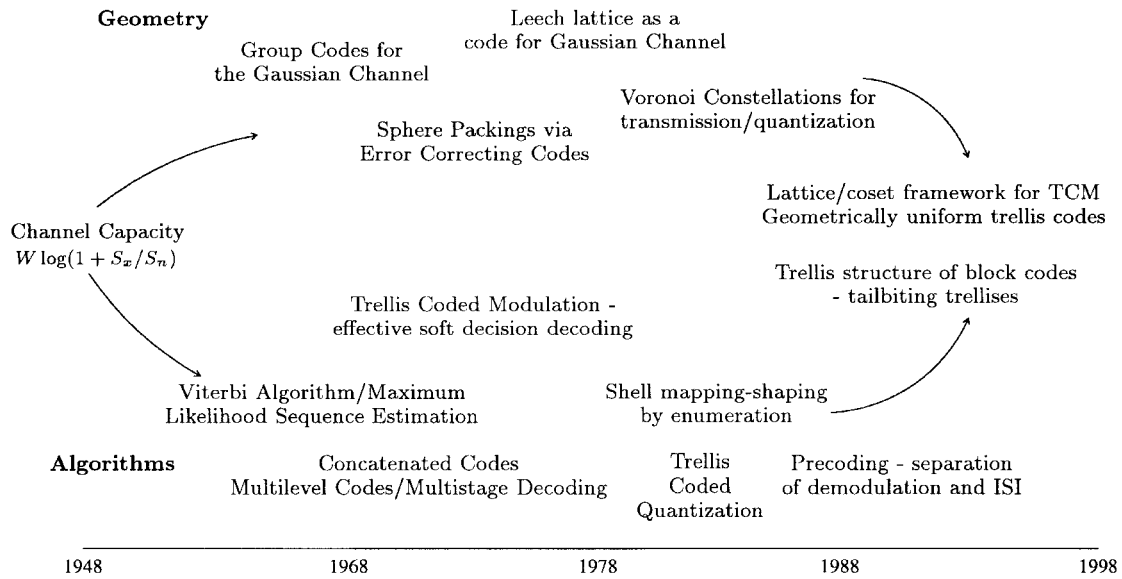 Geometry
Leech lattice as a
code for Gaussian Channel
Group Codes for
the Gaussian Channel
Voronoi Constellations for
transmission/quantization
Sphere Packings via
Error Correcting Codes
Lattice/coset framework for TCM
Geometrically uniform trellis codes
Channel Capacity
W log(1 + Sₓ/Sₙ)
Trellis structure of block codes
- tailbiting trellises
Trellis Coded Modulation -
effective soft decision decoding
Viterbi Algorithm/Maximum
Likelihood Sequence Estimation
Shell mapping-shaping
by enumeration
Algorithms
Concatenated Codes
Multilevel Codes/Multistage Decoding
Trellis
Coded
Quantization
Precoding - separation
of demodulation and ISI
1948 1968 1978 1988 1998